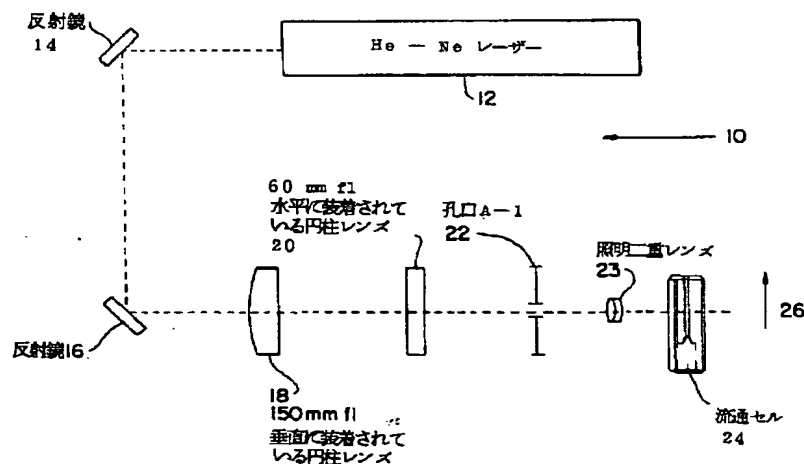 反射鏡
14
He — Ne レーザー
12
10
60 mm fl
水平に装着されて
いる円柱レンズ
20
孔口A-1
22
照明二重レンズ
23
26
反射鏡16
18
150mm fl
垂直に装着されて
いる円柱レンズ
流通セル
24